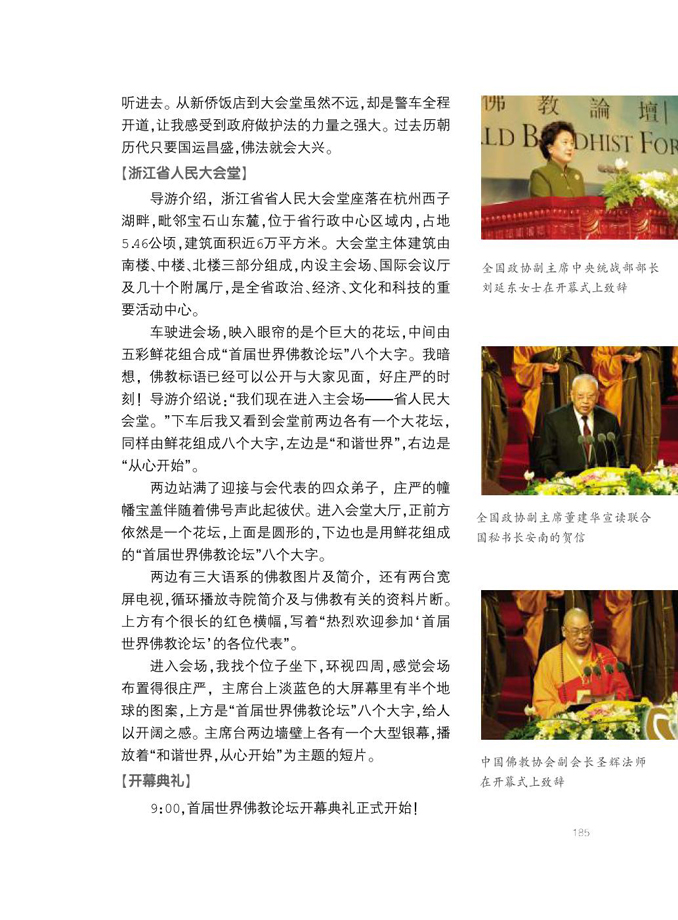 听进去。从新侨饭店到大会堂虽然不远,却是警车全程
开道,让我感受到政府做护法的力量之强大。过去历朝
历代只要国运昌盛,佛法就会大兴。
【浙江省人民大会堂】
导游介绍，浙江省省人民大会堂座落在杭州西子
湖畔,毗邻宝石山东麓,位于省行政中心区域内,占地
5.46公顷,建筑面积近6万平方米。大会堂主体建筑由
南楼、中楼、北楼三部分组成,内设主会场、国际会议厅
及几十个附属厅,是全省政治、经济、文化和科技的重
要活动中心。
车驶进会场,映入眼帘的是个巨大的花坛,中间由
五彩鲜花组合成“首届世界佛教论坛”八个大字。我暗
想，佛教标语已经可以公开与大家见面，好庄严的时
刻！导游介绍说:“我们现在进入主会场——省人民大
会堂。”下车后我又看到会堂前两边各有一个大花坛,
同样由鲜花组成八个大字,左边是“和谐世界”,右边是
“从心开始”。
两边站满了迎接与会代表的四众弟子，庄严的幢
幡宝盖伴随着佛号声此起彼伏。进入会堂大厅,正前方
依然是一个花坛,上面是圆形的,下边也是用鲜花组成
的“首届世界佛教论坛”八个大字。
两边有三大语系的佛教图片及简介，还有两台宽
屏电视,循环播放寺院简介及与佛教有关的资料片断。
上方有个很长的红色横幅,写着“热烈欢迎参加‘首届
世界佛教论坛’的各位代表”。
进入会场,我找个位子坐下,环视四周,感觉会场
布置得很庄严，主席台上淡蓝色的大屏幕里有半个地
球的图案,上方是“首届世界佛教论坛”八个大字,给人
以开阔之感。主席台两边墙壁上各有一个大型银幕,播
放着“和谐世界,从心开始”为主题的短片。
【开幕典礼】
9:00,首届世界佛教论坛开幕典礼正式开始！
佛教論壇
LD BUDDHIST FOR
全国政协副主席中央统战部部长
刘延东女士在开幕式上致辞
全国政协副主席董建华宣读联合
国秘书长安南的贺信
中国佛教协会副会长圣辉法师
在开幕式上致辞
185